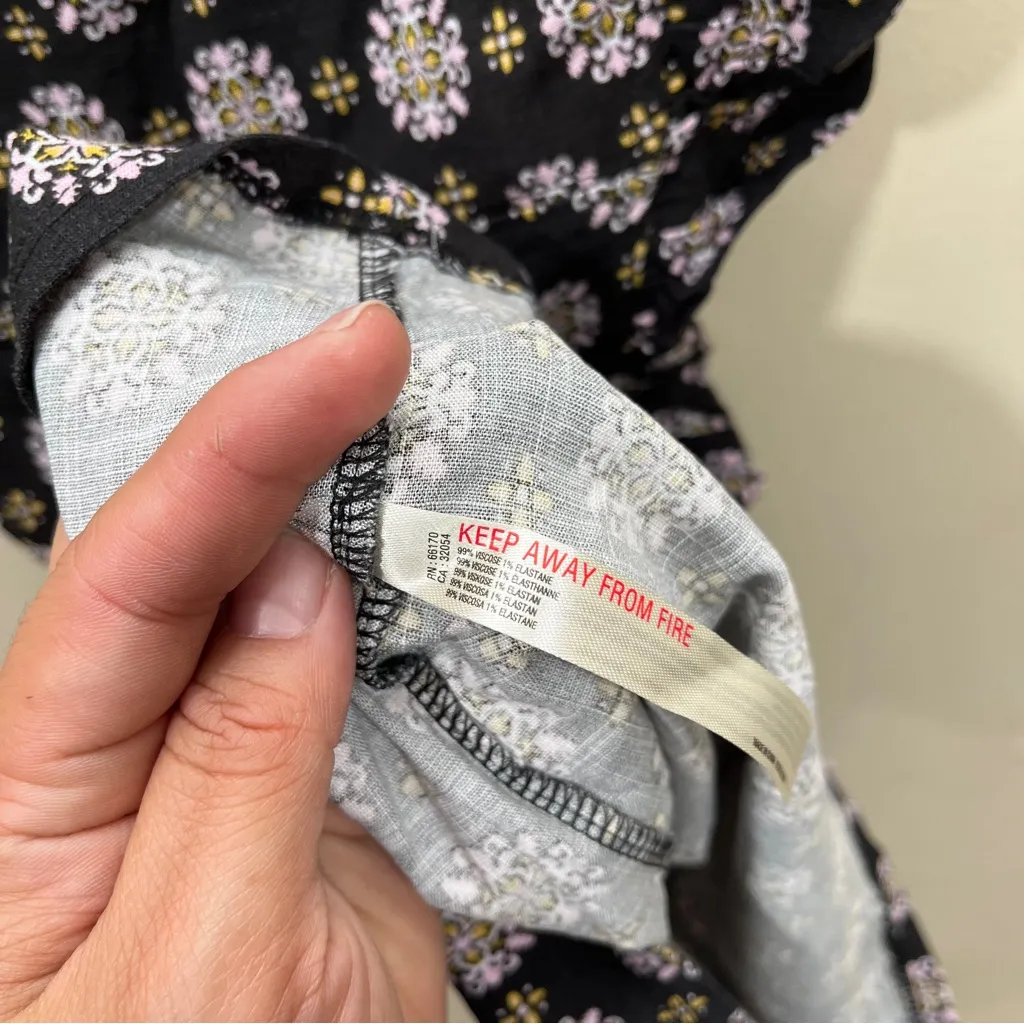 RN: 66170
CA: 32054
KEEP AWAY FROM FIRE
99% VISCOSE 1% ELASTANE
99% VISCOSE 1% ÉLASTHANNE
99% VISKOSE 1% ELASTAN
99% VISCOSA 1% ELASTAN
99% VISCOSA 1% ELASTANE